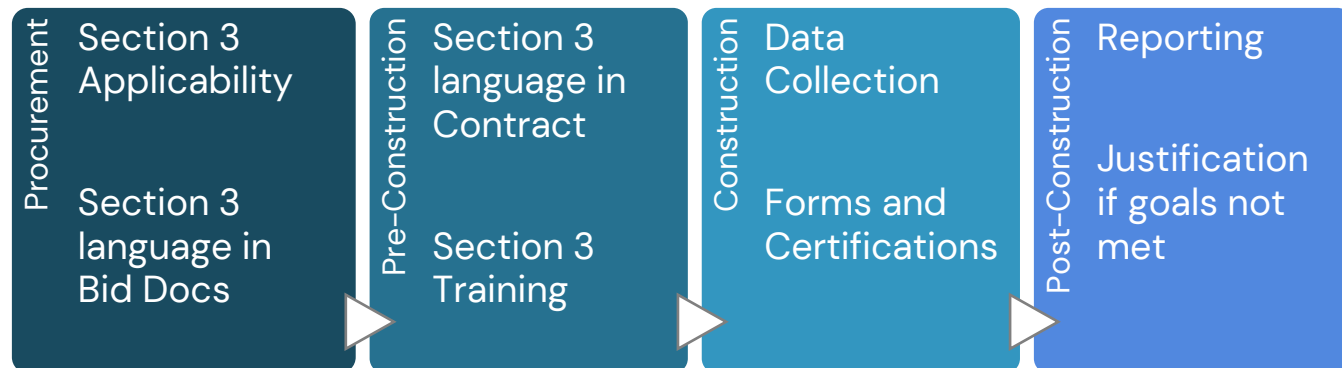 Procurement
Section 3
Applicability
Section 3
language in
Bid Docs
Pre-Construction
Section 3
language in
Contract
Section 3
Training
Construction
Data
Collection
Forms and
Certifications
Post-Construction
Reporting
Justification
if goals not
met